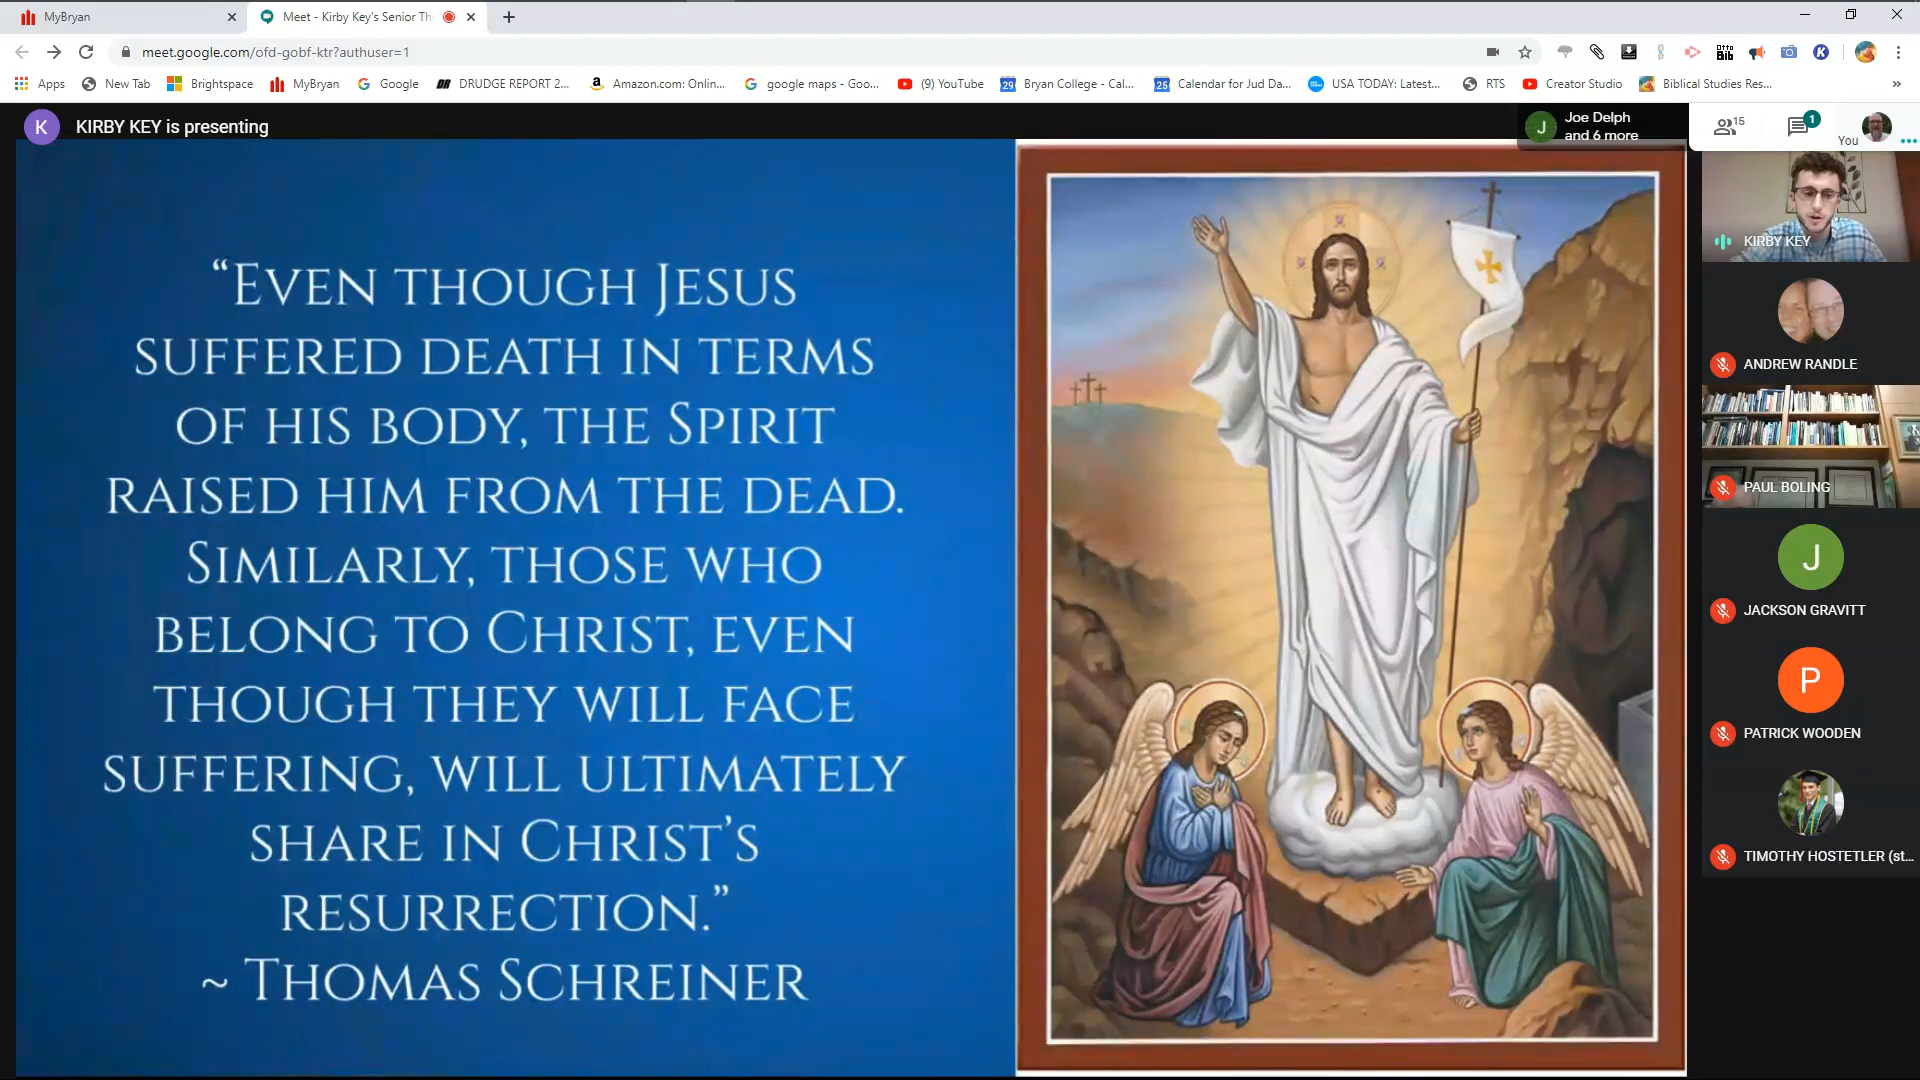 MyBryan
Meet - Kirby Key's Senior Th
meet.google.com/ofd-gobf-ktr?authuser=1
Apps
New Tab
Brightspace
MyBryan
Google
DRUDGE REPORT 2...
Amazon.com: Onlin...
google maps - Goo...
(9) YouTube
29
Bryan College - Cal...
25
Calendar for Jud Da...
USA TODAY: Latest...
RTS
Creator Studio
Biblical Studies Res...
K
KIRBY KEY is presenting
J
Joe Delph
and 6 more
15
1
You
“EVEN THOUGH JESUS
SUFFERED DEATH IN TERMS
OF HIS BODY, THE SPIRIT
RAISED HIM FROM THE DEAD.
SIMILARLY, THOSE WHO
BELONG TO CHRIST, EVEN
THOUGH THEY WILL FACE
SUFFERING, WILL ULTIMATELY
SHARE IN CHRIST’S
RESURRECTION.”
~ THOMAS SCHREINER
KIRBY KEY
ANDREW RANDLE
PAUL BOLING
J
JACKSON GRAVITT
P
PATRICK WOODEN
TIMOTHY HOSTETLER (st...